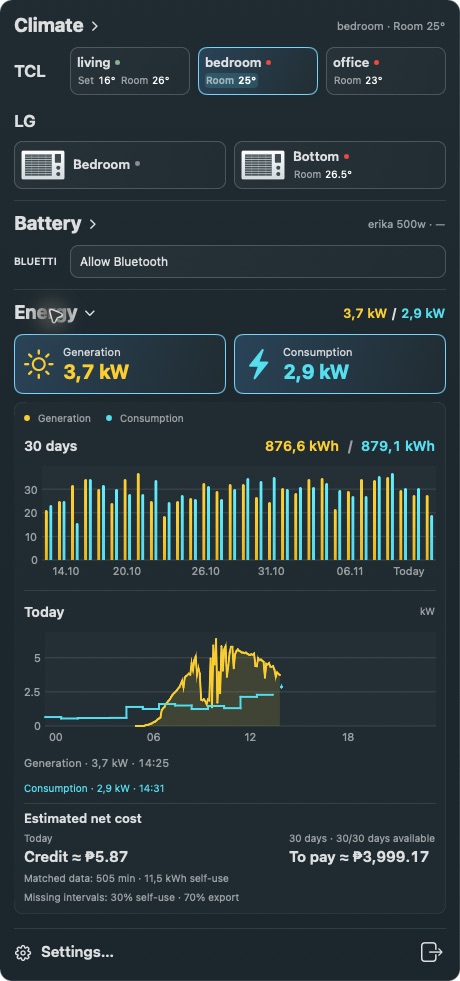 Climate
bedroom · Room 25°
TCL
living
Set 16° Room 26°
bedroom
Room 25°
office
Room 23°
LG
Bedroom
Bottom
Room 26.5°
Battery
erika 500w · —
BLUETTI
Allow Bluetooth
Energy
3,7 kW / 2,9 kW
Generation
3,7 kW
Consumption
2,9 kW
Generation
Consumption
30 days
876,6 kWh / 879,1 kWh
30
20
10
0
14.10
20.10
26.10
31.10
06.11
Today
Today
kW
5
2.5
0
00
06
12
18
Generation · 3,7 kW · 14:25
Consumption · 2,9 kW · 14:31
Estimated net cost
Today
30 days · 30/30 days available
Credit ≈ ₱5.87
To pay ≈ ₱3,999.17
Matched data: 505 min · 11,5 kWh self-use
Missing intervals: 30% self-use · 70% export
Settings...